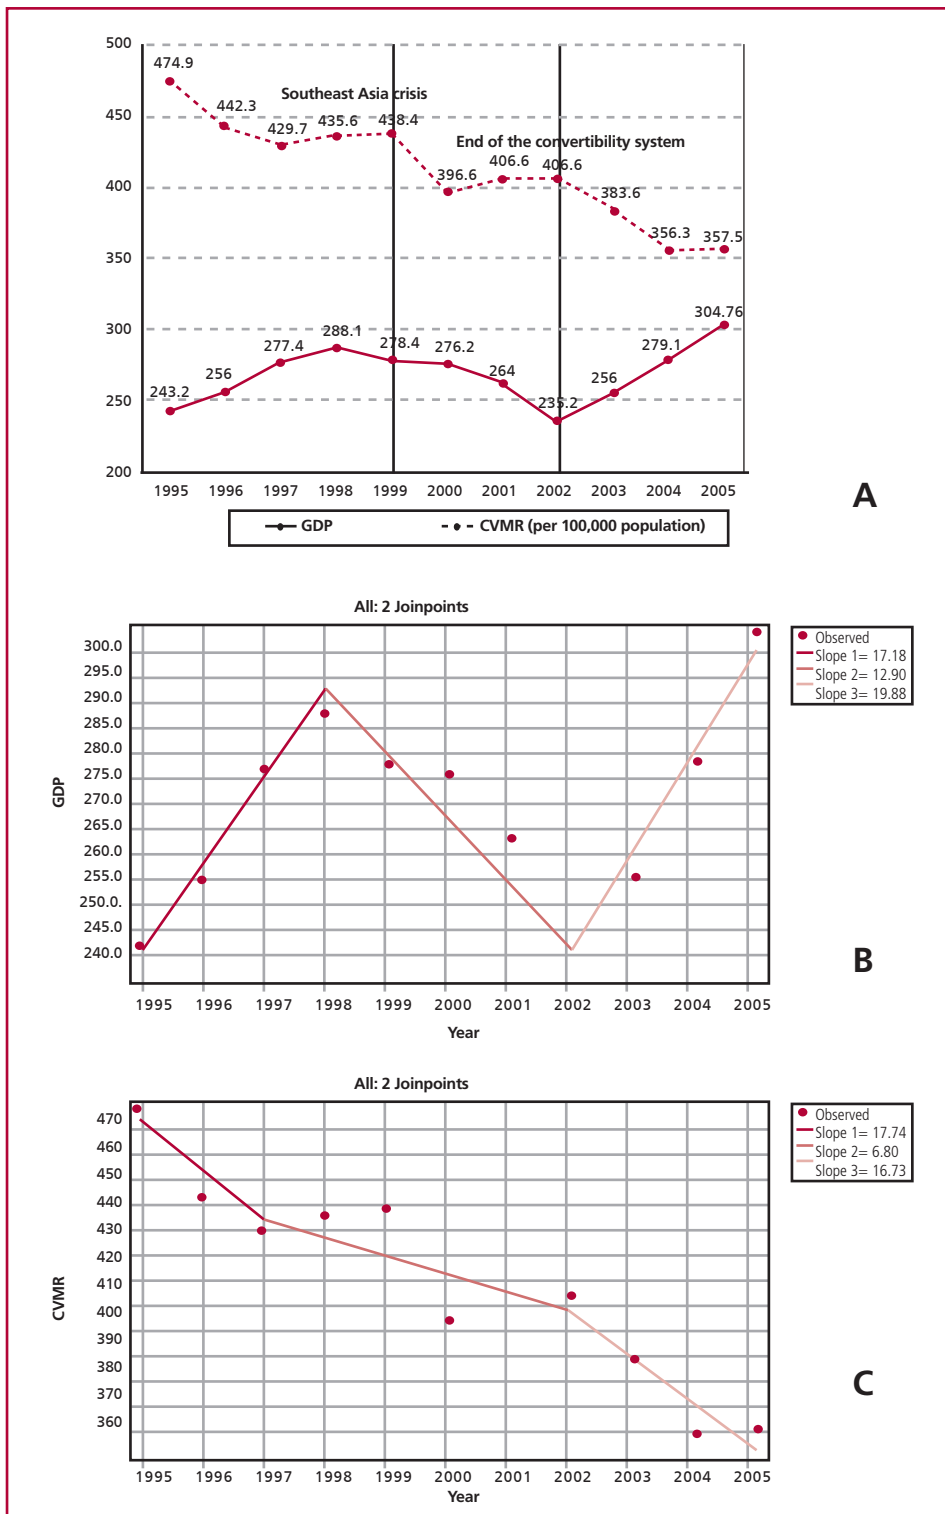 500
474.9
442.3
Southeast Asia crisis
450
429.7
435.6
438.4
End of the convertibility system
396.6
406.6
406.6
400
383.6
356.3
357.5
350
304.76
300
288.1
277.4
278.4
276.2
279.1
264
256
256
243.2
235.2
250
200
1995 1996 1997 1998 1999 2000 2001 2002 2003 2004 2005
A
GDP CVMR (per 100,000 population)
All: 2 Joinpoints
Observed
Slope 1= 17.18
Slope 2= 12.90
Slope 3= 19.88
300.0
295.0
290.0
285.0
280.0
275.0
270.0
265.0
260.0
255.0
250.0.
245.0
240.0
GDP
1995 1996 1997 1998 1999 2000 2001 2002 2003 2004 2005
Year
B
All: 2 Joinpoints
Observed
Slope 1= 17.74
Slope 2= 6.80
Slope 3= 16.73
470
460
450
440
430
420
410
400
390
380
370
360
CVMR
1995 1996 1997 1998 1999 2000 2001 2002 2003 2004 2005
Year
C